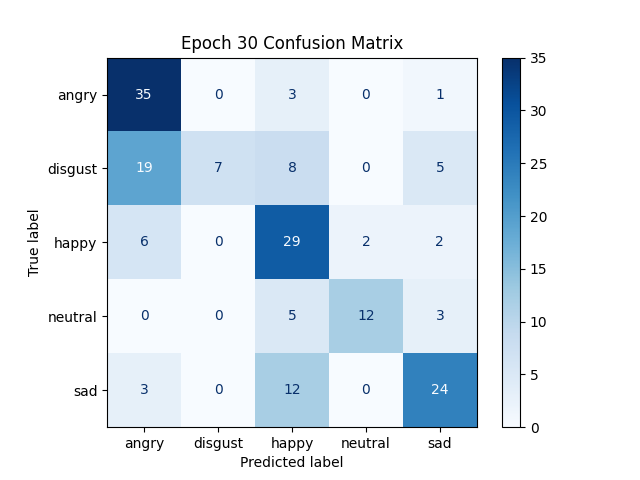 Epoch 30 Confusion Matrix
True label
angry 35 0 3 0 1
disgust 19 7 8 0 5
happy 6 0 29 2 2
neutral 0 0 5 12 3
sad 3 0 12 0 24
angry disgust happy neutral sad
Predicted label
35
30
25
20
15
10
5
0